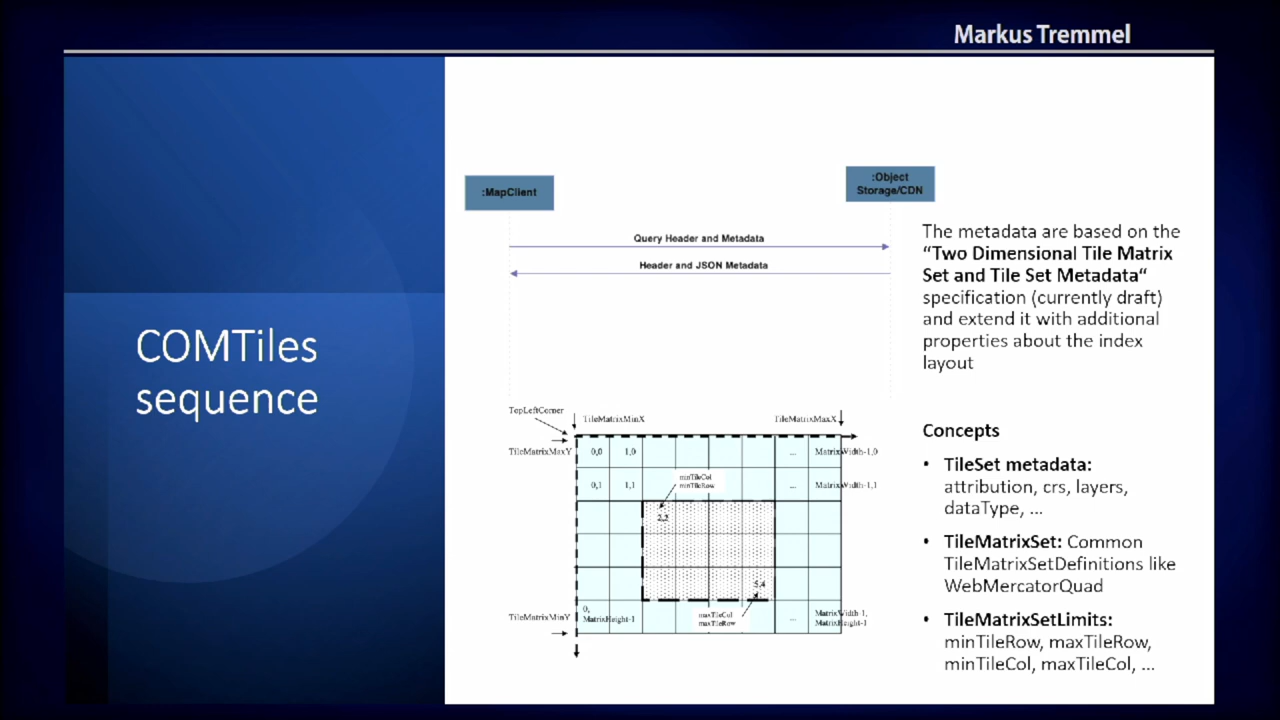 Markus Tremmel
COMTiles
sequence
:MapClient
:Object
Storage/CDN
Query Header and Metadata
Header and JSON Metadata
The metadata are based on the
“Two Dimensional Tile Matrix
Set and Tile Set Metadata“
specification (currently draft)
and extend it with additional
properties about the index
layout
TopLeftCorner
TileMatrixMinX
TileMatrixMaxX
TileMatrixMaxY
0,0
1,0
...
MatrixWidth-1,0
0,1
1,1
minTileCol
minTileRow
...
MatrixWidth-1,1
2,2
5,4
TileMatrixMinY
0,
MatrixHeight-1
maxTileCol
maxTileRow
...
MatrixWidth-1,
MatrixHeight-1
Concepts
• TileSet metadata:
attribution, crs, layers,
dataType, ...
• TileMatrixSet: Common
TileMatrixSetDefinitions like
WebMercatorQuad
• TileMatrixSetLimits:
minTileRow, maxTileRow,
minTileCol, maxTileCol, ...